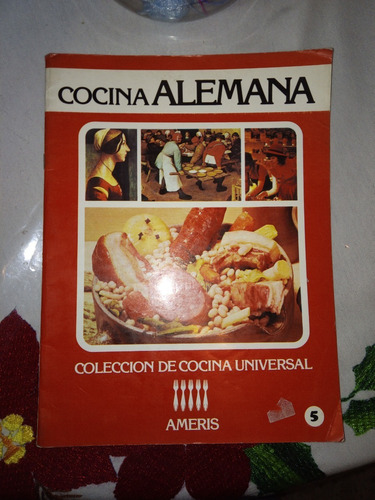 COCINA ALEMANA
COLECCION DE COCINA UNIVERSAL
AMERIS
5